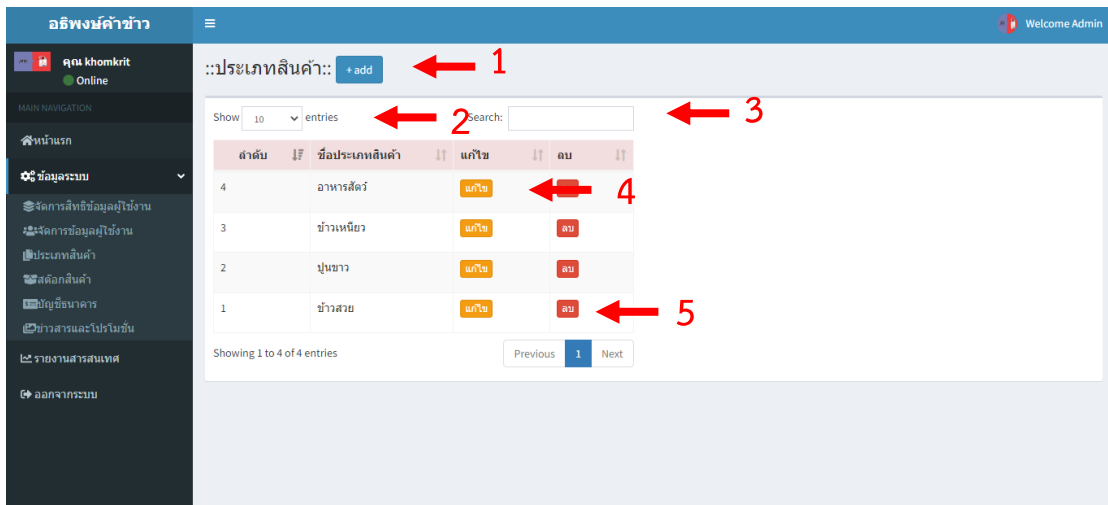 อธิพงษ์ค้าข้าว
Welcome Admin
คุณ khomkrit
Online
MAIN NAVIGATION
หน้าแรก
ข้อมูลระบบ
จัดการสิทธิข้อมูลผู้ใช้งาน
จัดการข้อมูลผู้ใช้งาน
ประเภทสินค้า
สต๊อกสินค้า
บัญชีธนาคาร
ข่าวสารและโปรโมชั่น
รายงานสารสนเทศ
ออกจากระบบ
::ประเภทสินค้า:: +add 1
Show 10 entries 2 Search: 3
ลำดับ ชื่อประเภทสินค้า แก้ไข ลบ
4 อาหารสัตว์ แก้ไข 4
3 ข้าวเหนียว แก้ไข ลบ
2 ปูนขาว แก้ไข ลบ
1 ข้าวสวย แก้ไข ลบ 5
Showing 1 to 4 of 4 entries Previous 1 Next